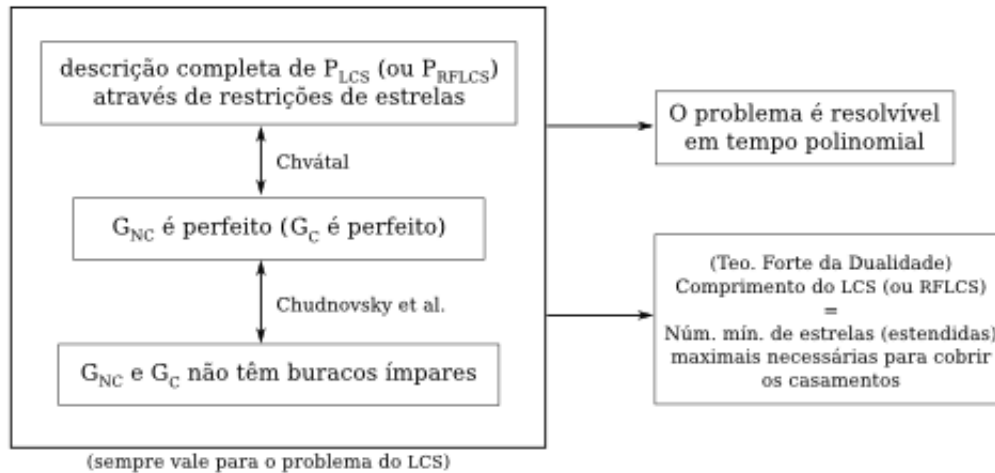 descrição completa de P_LCS (ou P_RFLCS)
através de restrições de estrelas
Chvátal
G_NC é perfeito (G_C é perfeito)
Chudnovsky et al.
G_NC e G_C não têm buracos ímpares
(sempre vale para o problema do LCS)
O problema é resolvível
em tempo polinomial
(Teo. Forte da Dualidade)
Comprimento do LCS (ou RFLCS)
=
Núm. mín. de estrelas (estendidas)
maximais necessárias para cobrir
os casamentos